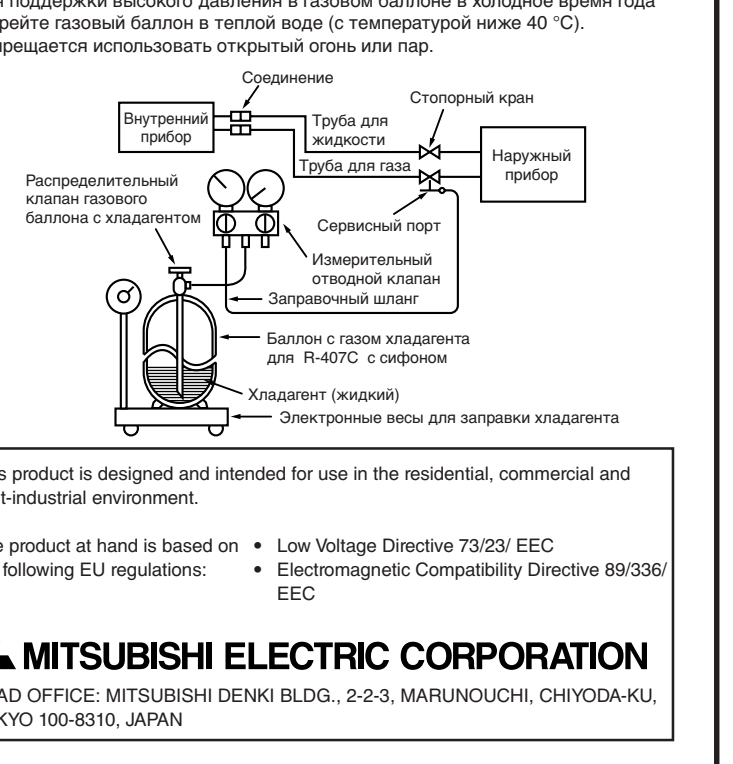 поддержки высокого давления в газовом баллоне в холодное время года
газовый баллон в теплой воде (с температурой ниже 40 °C).
использовать открытый огонь или пар.
Соединение
Стопорный кран
Внутренний
прибор
Труба для
жидкости
Труба для газа
Наружный
прибор
Распределительный
клапан газового
баллона с хладагентом
Сервисный порт
Измерительный
отводной клапан
Заправочный шланг
Баллон с газом хладагента
для R-407C с сифоном
Хладагент (жидкий)
Электронные весы для заправки хладагента
product is designed and intended for use in the residential, commercial and
t-industrial environment.
product at hand is based on
following EU regulations:
• Low Voltage Directive 73/23/ EEC
• Electromagnetic Compatibility Directive 89/336/
EEC
MITSUBISHI ELECTRIC CORPORATION
OFFICE: MITSUBISHI DENKI BLDG., 2-2-3, MARUNOUCHI, CHIYODA-KU,
KYO 100-8310, JAPAN